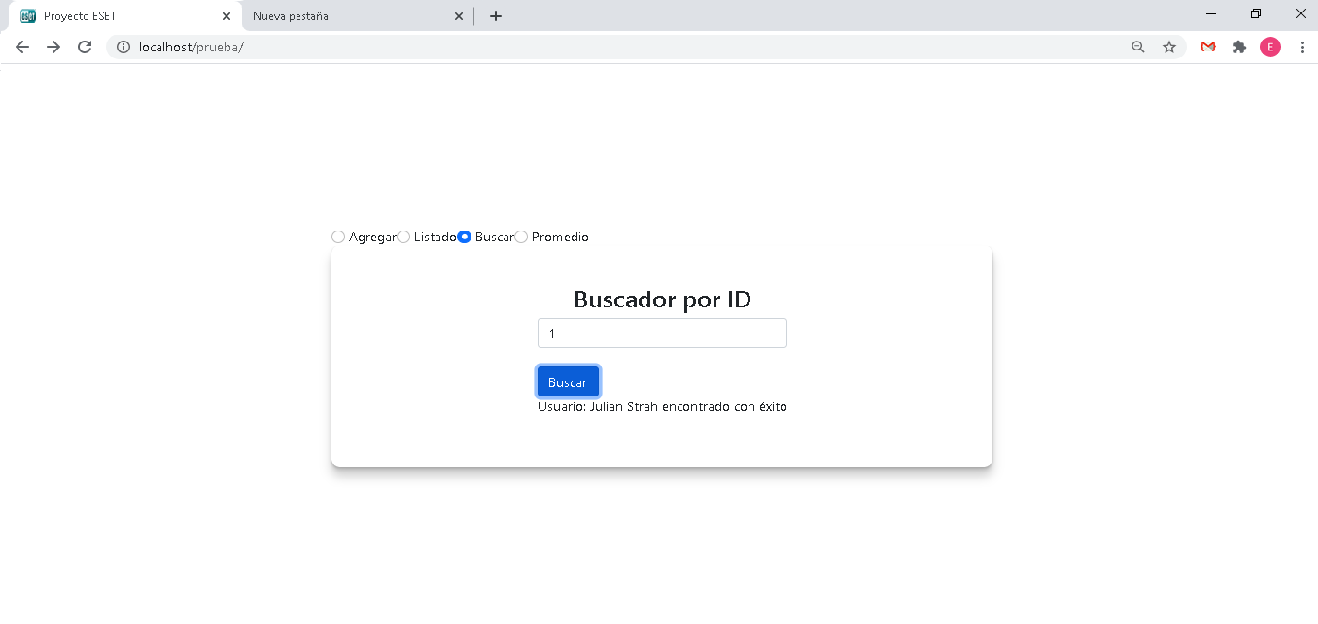 Proyecto ESET
Nueva pestaña
localhost/prueba/
E
Agregar Listado Buscar Promedio
Buscador por ID
1
Buscar
Usuario: Julian Strah encontrado con éxito